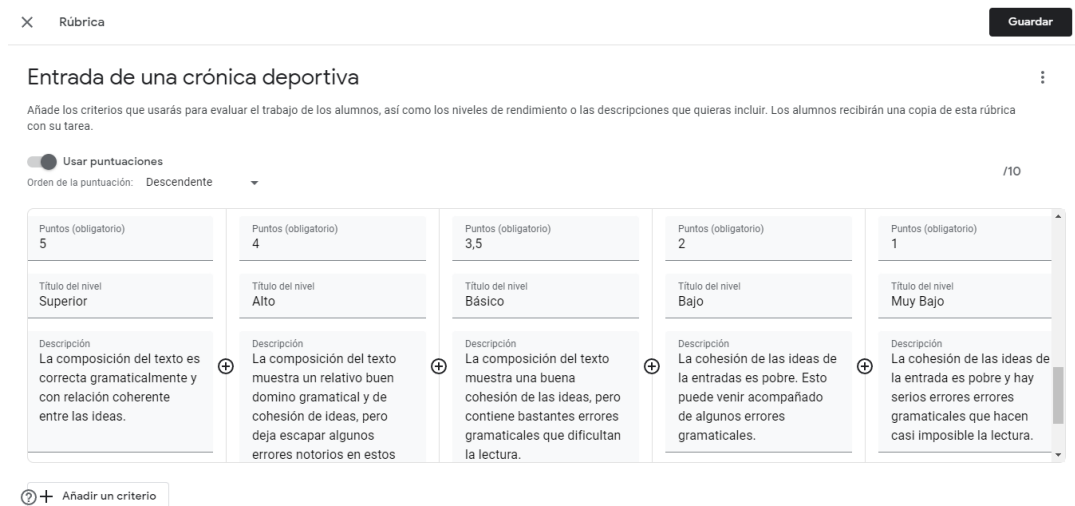 Rúbrica
Guardar
Entrada de una crónica deportiva
Añade los criterios que usarás para evaluar el trabajo de los alumnos, así como los niveles de rendimiento o las descripciones que quieras incluir. Los alumnos recibirán una copia de esta rúbrica
con su tarea.
Usar puntuaciones
Orden de la puntuación: Descendente
/10
Puntos (obligatorio)
5
Título del nivel
Superior
Descripción
La composición del texto es
correcta gramaticalmente y
con relación coherente
entre las ideas.
Puntos (obligatorio)
4
Título del nivel
Alto
Descripción
La composición del texto
muestra un relativo buen
domino gramatical y de
cohesión de ideas, pero
deja escapar algunos
errores notorios en estos
Puntos (obligatorio)
3,5
Título del nivel
Básico
Descripción
La composición del texto
muestra una buena
cohesión de las ideas, pero
contiene bastantes errores
gramaticales que dificultan
la lectura.
Puntos (obligatorio)
2
Título del nivel
Bajo
Descripción
La cohesión de las ideas de
la entradas es pobre. Esto
puede venir acompañado
de algunos errores
gramaticales.
Puntos (obligatorio)
1
Título del nivel
Muy Bajo
Descripción
La cohesión de las ideas de
la entrada es pobre y hay
serios errores errores
gramaticales que hacen
casi imposible la lectura.
Añadir un criterio